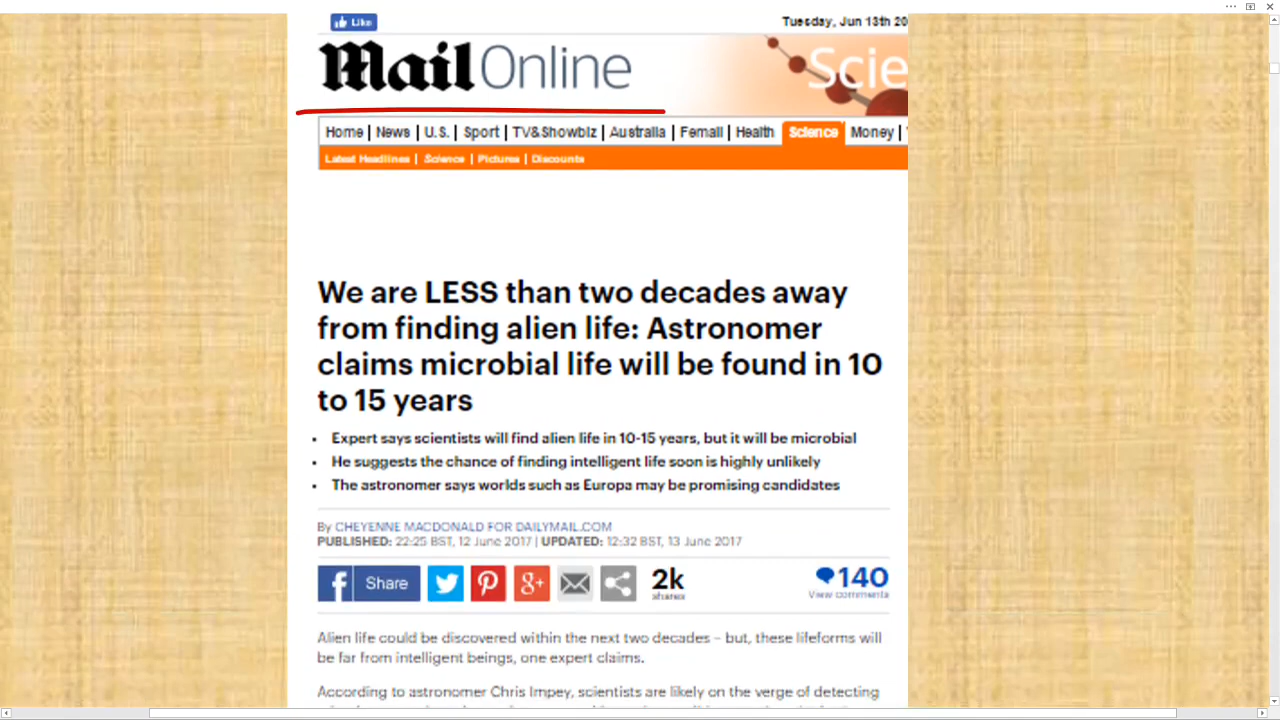 Like
Tuesday, Jun 13th 20
Mail Online
Scie
Home | News | U.S. | Sport | TV&Showbiz | Australia | Femail | Health | Science | Money |
Latest Headlines | Science | Pictures | Discounts
We are LESS than two decades away
from finding alien life: Astronomer
claims microbial life will be found in 10
to 15 years
• Expert says scientists will find alien life in 10-15 years, but it will be microbial
• He suggests the chance of finding intelligent life soon is highly unlikely
• The astronomer says worlds such as Europa may be promising candidates
By CHEYENNE MACDONALD FOR DAILYMAIL.COM
PUBLISHED: 22:25 BST, 12 June 2017 | UPDATED: 12:32 BST, 13 June 2017
Share
2k
shares
140
View comments
Alien life could be discovered within the next two decades – but, these lifeforms will
be far from intelligent beings, one expert claims.
According to astronomer Chris Impey, scientists are likely on the verge of detecting